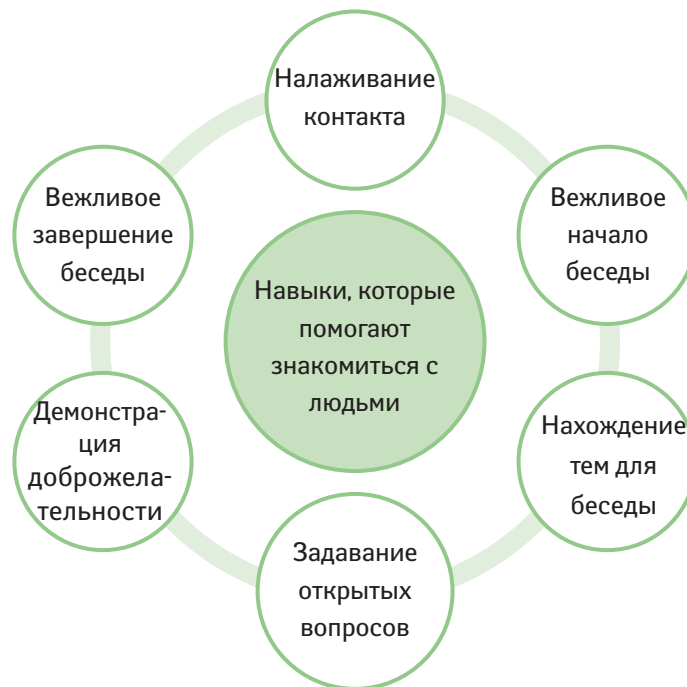 Налаживание
контакта
Вежливое
начало
беседы
Нахождение
тем для
беседы
Задавание
открытых
вопросов
Демонстра-
ция
доброжела-
тельности
Вежливое
завершение
беседы
Навыки, которые
помогают
знакомиться с
людьми